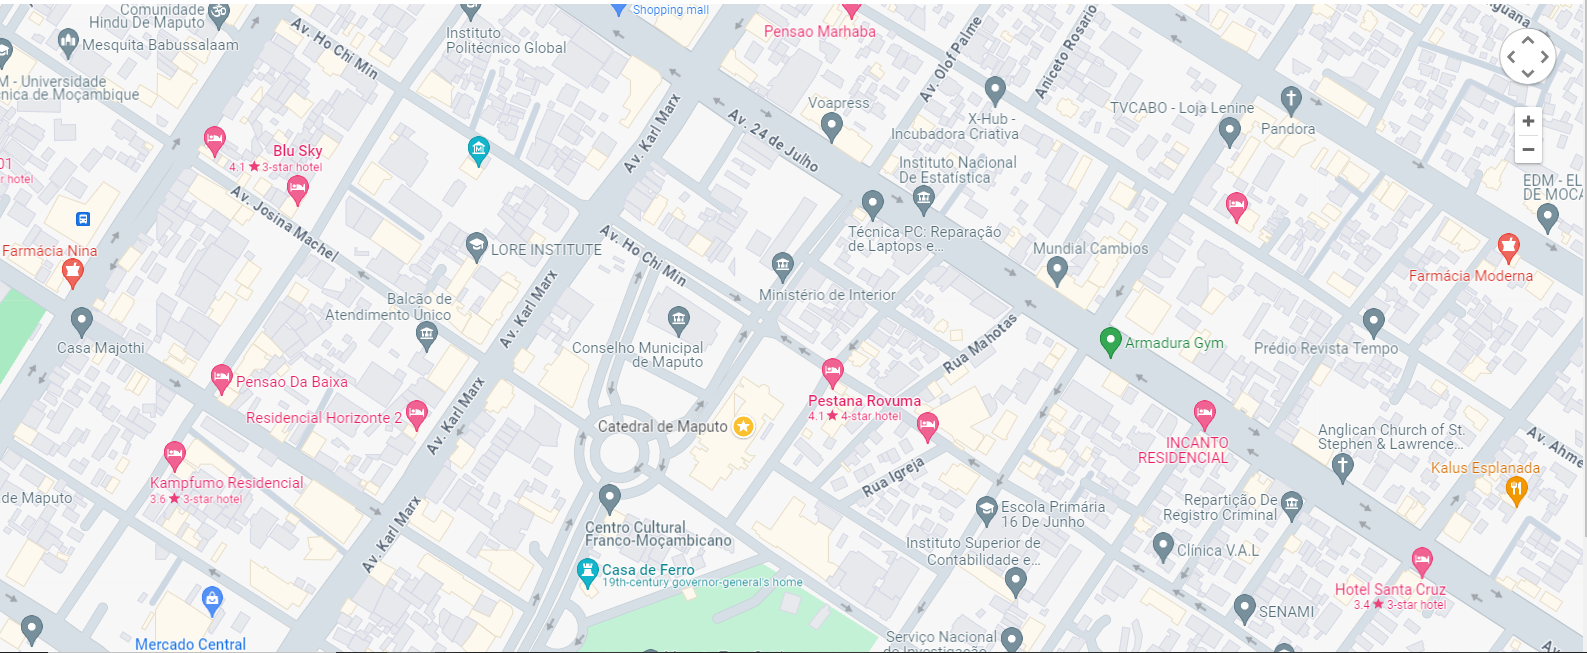 Comunidade
Hindu De Maputo
Mesquita Babussalaam
M - Universidade
nica de Moçambique
Av. Ho Chi Min
Instituto
Politécnico Global
Shopping mall
Pensao Marhaba
Av. Olof Palme
Aniceto Rosario
TVCABO - Loja Lenine
Pandora
EDM - EL
DE MOÇA
Voapress
X-Hub -
Incubadora Criativa
Av. Karl Marx
Av. 24 de Julho
Blu Sky
4.1 ★ 3-star hotel
01
r hotel
Av. Josina Machel
Instituto Nacional
De Estatística
Técnica PC: Reparação
de Laptops e...
Mundial Cambios
Farmácia Moderna
Farmácia Nina
LORE INSTITUTE
Av. Ho Chi Min
Av. Karl Marx
Ministério de Interior
Balcão de
Atendimento Unico
Casa Majothi
Conselho Municipal
de Maputo
Rua Mahotas
Armadura Gym
Prédio Revista Tempo
Pensao Da Baixa
Residencial Horizonte 2
Av. Karl Marx
Pestana Rovuma
4.1 ★ 4-star hotel
Catedral de Maputo
INCANTO
RESIDENCIAL
Anglican Church of St.
Stephen & Lawrence...
Av. Ahme
Kalus Esplanada
Kampfumo Residencial
3.6 ★ 3-star hotel
de Maputo
Rua Igreja
Escola Primária
16 De Junho
Repartição De
Registro Criminal
Centro Cultural
Franco-Moçambicano
Av. Karl Marx
Instituto Superior de
Contabilidade e...
Clínica V.A.L
Casa de Ferro
19th-century governor-general's home
Hotel Santa Cruz
3.4 ★ 3-star hotel
SENAMI
Mercado Central
Serviço Nacional
de Investigação
Av.